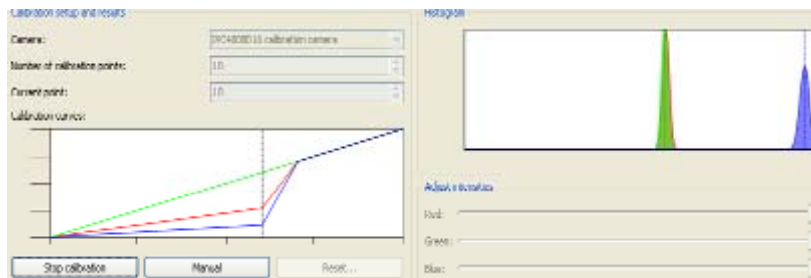 Calibration setup and results
Camera:
calibration camera
Number of calibration points:
10
Current point:
10
Calibration curves:
Stop calibration
Manual
Reset...
Histogram
Adjust intensities
Red:
Green:
Blue: